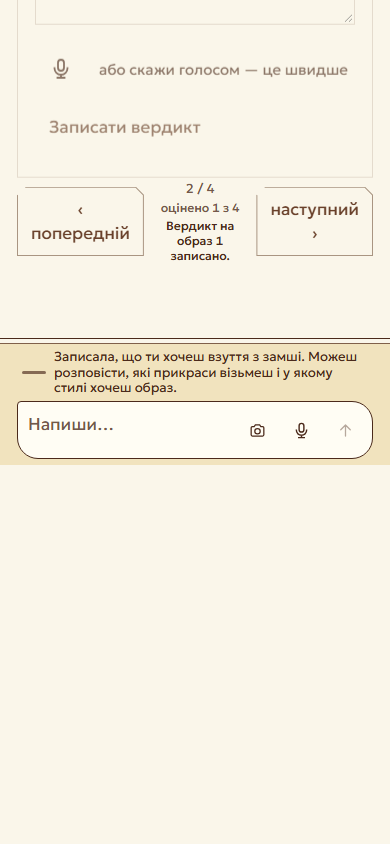 або скажи голосом — це швидше
Записати вердикт
2 / 4
оцінено 1 з 4
Вердикт на
образ 1
записано.
‹
попередній
наступний
›
Записала, що ти хочеш взуття з замші. Можеш
розповісти, які прикраси візьмеш і у якому
стилі хочеш образ.
Напиши...